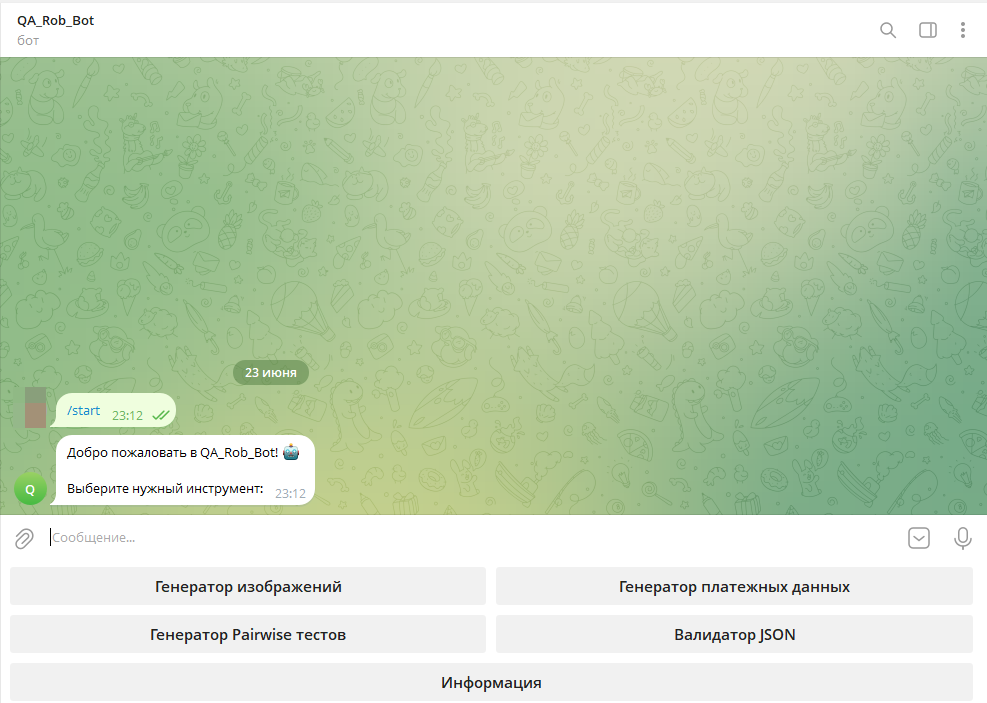 QA_Rob_Bot
бот
23 июня
/start 23:12
Добро пожаловать в QA_Rob_Bot! 🤖
Выберите нужный инструмент: 23:12
Q
Сообщение...
Генератор изображений
Генератор платежных данных
Генератор Pairwise тестов
Валидатор JSON
Информация